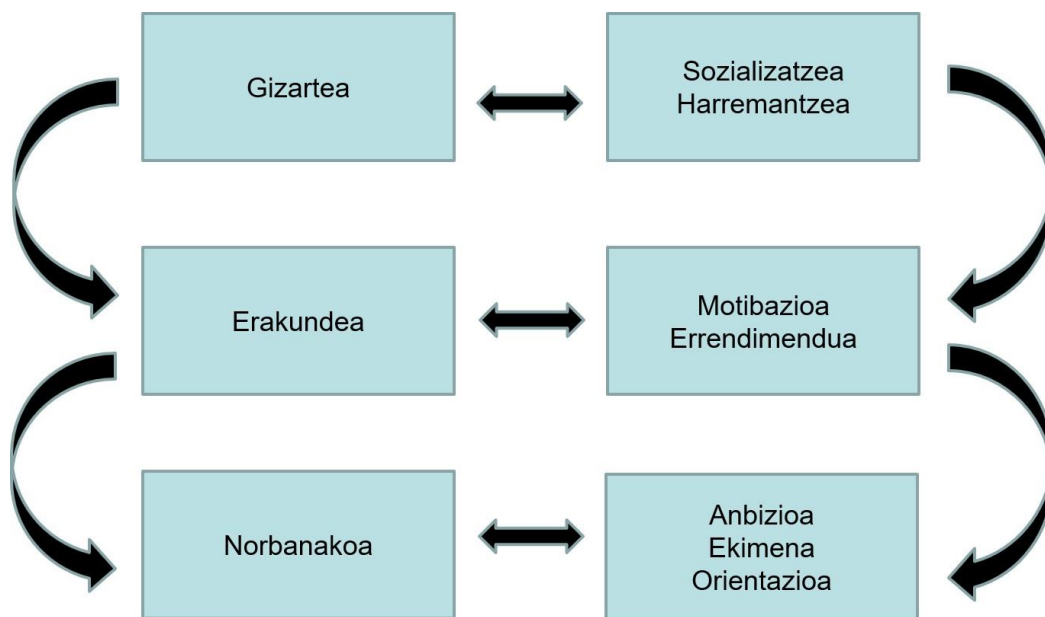 Gizartea
Sozializatzea
Harremantzea
Erakundea
Motibazioa
Errendimendua
Norbanakoa
Anbizioa
Ekimena
Orientazioa